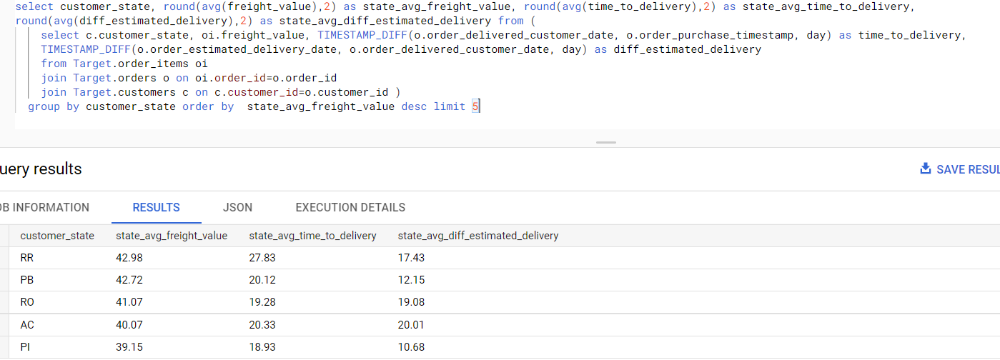 select customer_state, round(avg(freight_value),2) as state_avg_freight_value, round(avg(time_to_delivery),2) as state_avg_time_to_delivery,
round(avg(diff_estimated_delivery),2) as state_avg_diff_estimated_delivery from (
select c.customer_state, oi.freight_value, TIMESTAMP_DIFF(o.order_delivered_customer_date, o.order_purchase_timestamp, day) as time_to_delivery,
TIMESTAMP_DIFF(o.order_estimated_delivery_date, o.order_delivered_customer_date, day) as diff_estimated_delivery
from Target.order_items oi
join Target.orders o on oi.order_id=o.order_id
join Target.customers c on c.customer_id=o.customer_id )
group by customer_state order by  state_avg_freight_value desc limit 5
uery results
SAVE RESUL
OB INFORMATION RESULTS JSON EXECUTION DETAILS
customer_state state_avg_freight_value state_avg_time_to_delivery state_avg_diff_estimated_delivery
RR 42.98 27.83 17.43
PB 42.72 20.12 12.15
RO 41.07 19.28 19.08
AC 40.07 20.33 20.01
PI 39.15 18.93 10.68